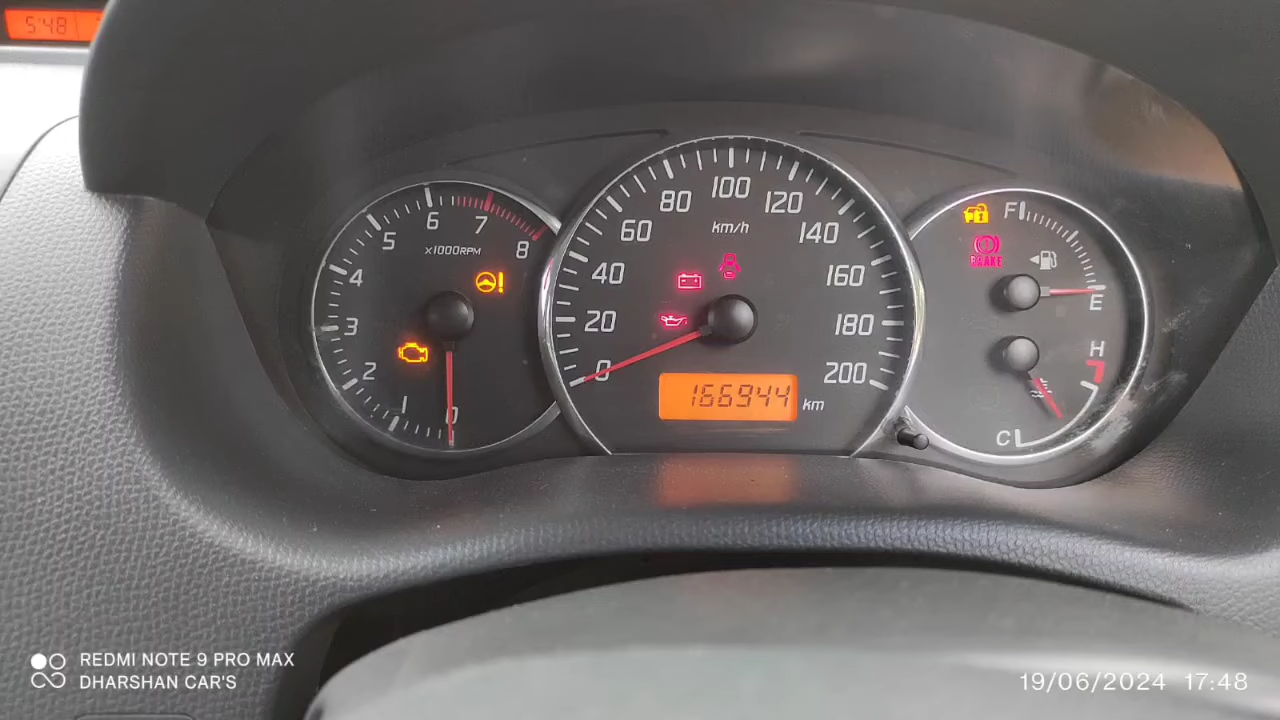 5:48
0
1
2
3
4
5
6
7
8
x1000RPM
0
20
40
60
80
100
120
140
160
180
200
km/h
166944 km
F
BRAKE
E
H
C
REDMI NOTE 9 PRO MAX
DHARSHAN CAR'S
19/06/2024 17:48